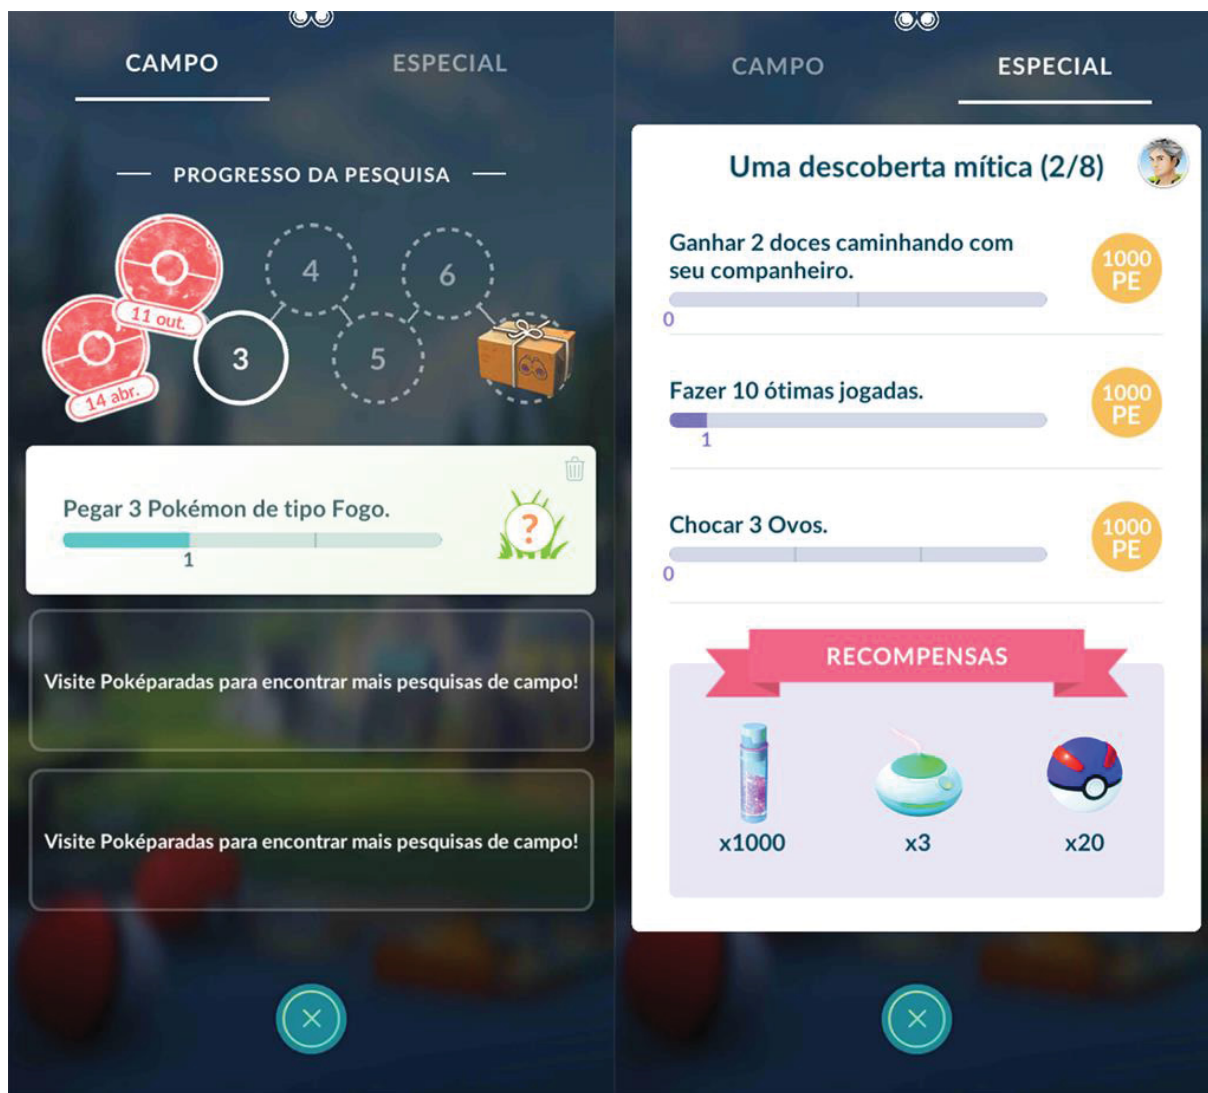 CAMPO
ESPECIAL
PROGRESSO DA PESQUISA
4
6
11 out.
3
5
14 abr.
Pegar 3 Pokémon de tipo Fogo.
?
1
Visite Poképaradas para encontrar mais pesquisas de campo!
Visite Poképaradas para encontrar mais pesquisas de campo!
CAMPO
ESPECIAL
Uma descoberta mítica (2/8)
Ganhar 2 doces caminhando com
seu companheiro.
1000
PE
0
Fazer 10 ótimas jogadas.
1000
PE
1
Chocar 3 Ovos.
1000
PE
0
RECOMPENSAS
x1000
x3
x20